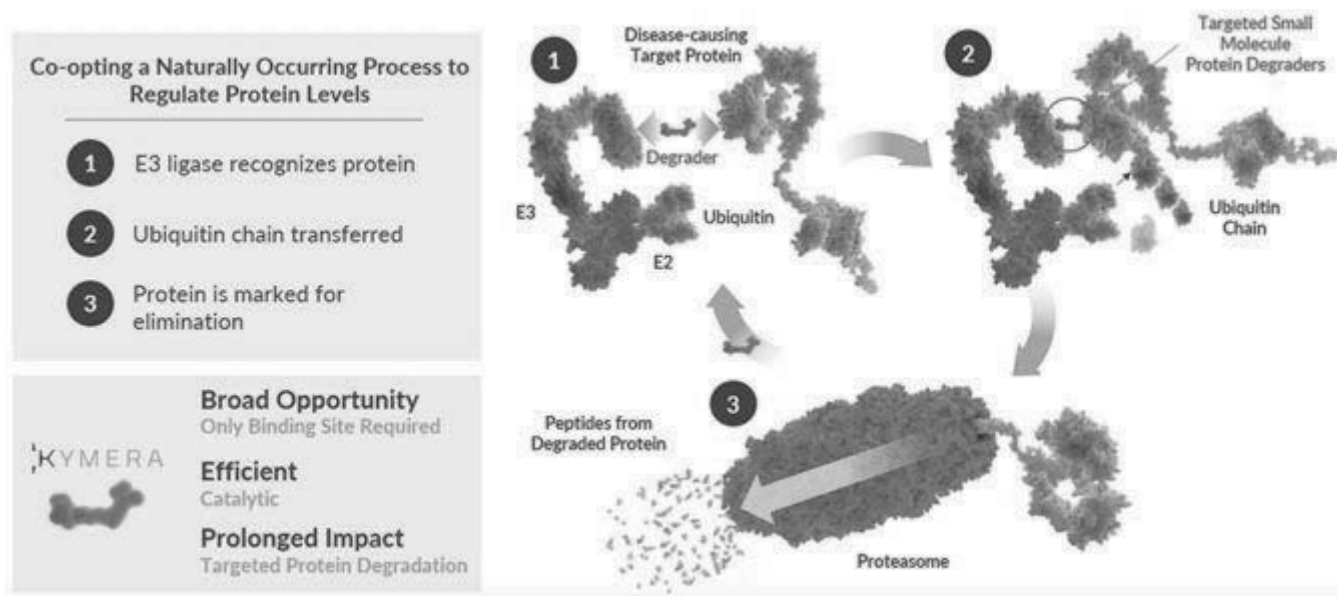 Co-opting a Naturally Occurring Process to
Regulate Protein Levels
1 E3 ligase recognizes protein
2 Ubiquitin chain transferred
3 Protein is marked for
elimination
KYMERA
Broad Opportunity
Only Binding Site Required
Efficient
Catalytic
Prolonged Impact
Targeted Protein Degradation
1
Disease-causing
Target Protein
Degrader
E3
Ubiquitin
E2
2
Targeted Small
Molecule
Protein Degraders
Ubiquitin
Chain
3
Peptides from
Degraded Protein
Proteasome